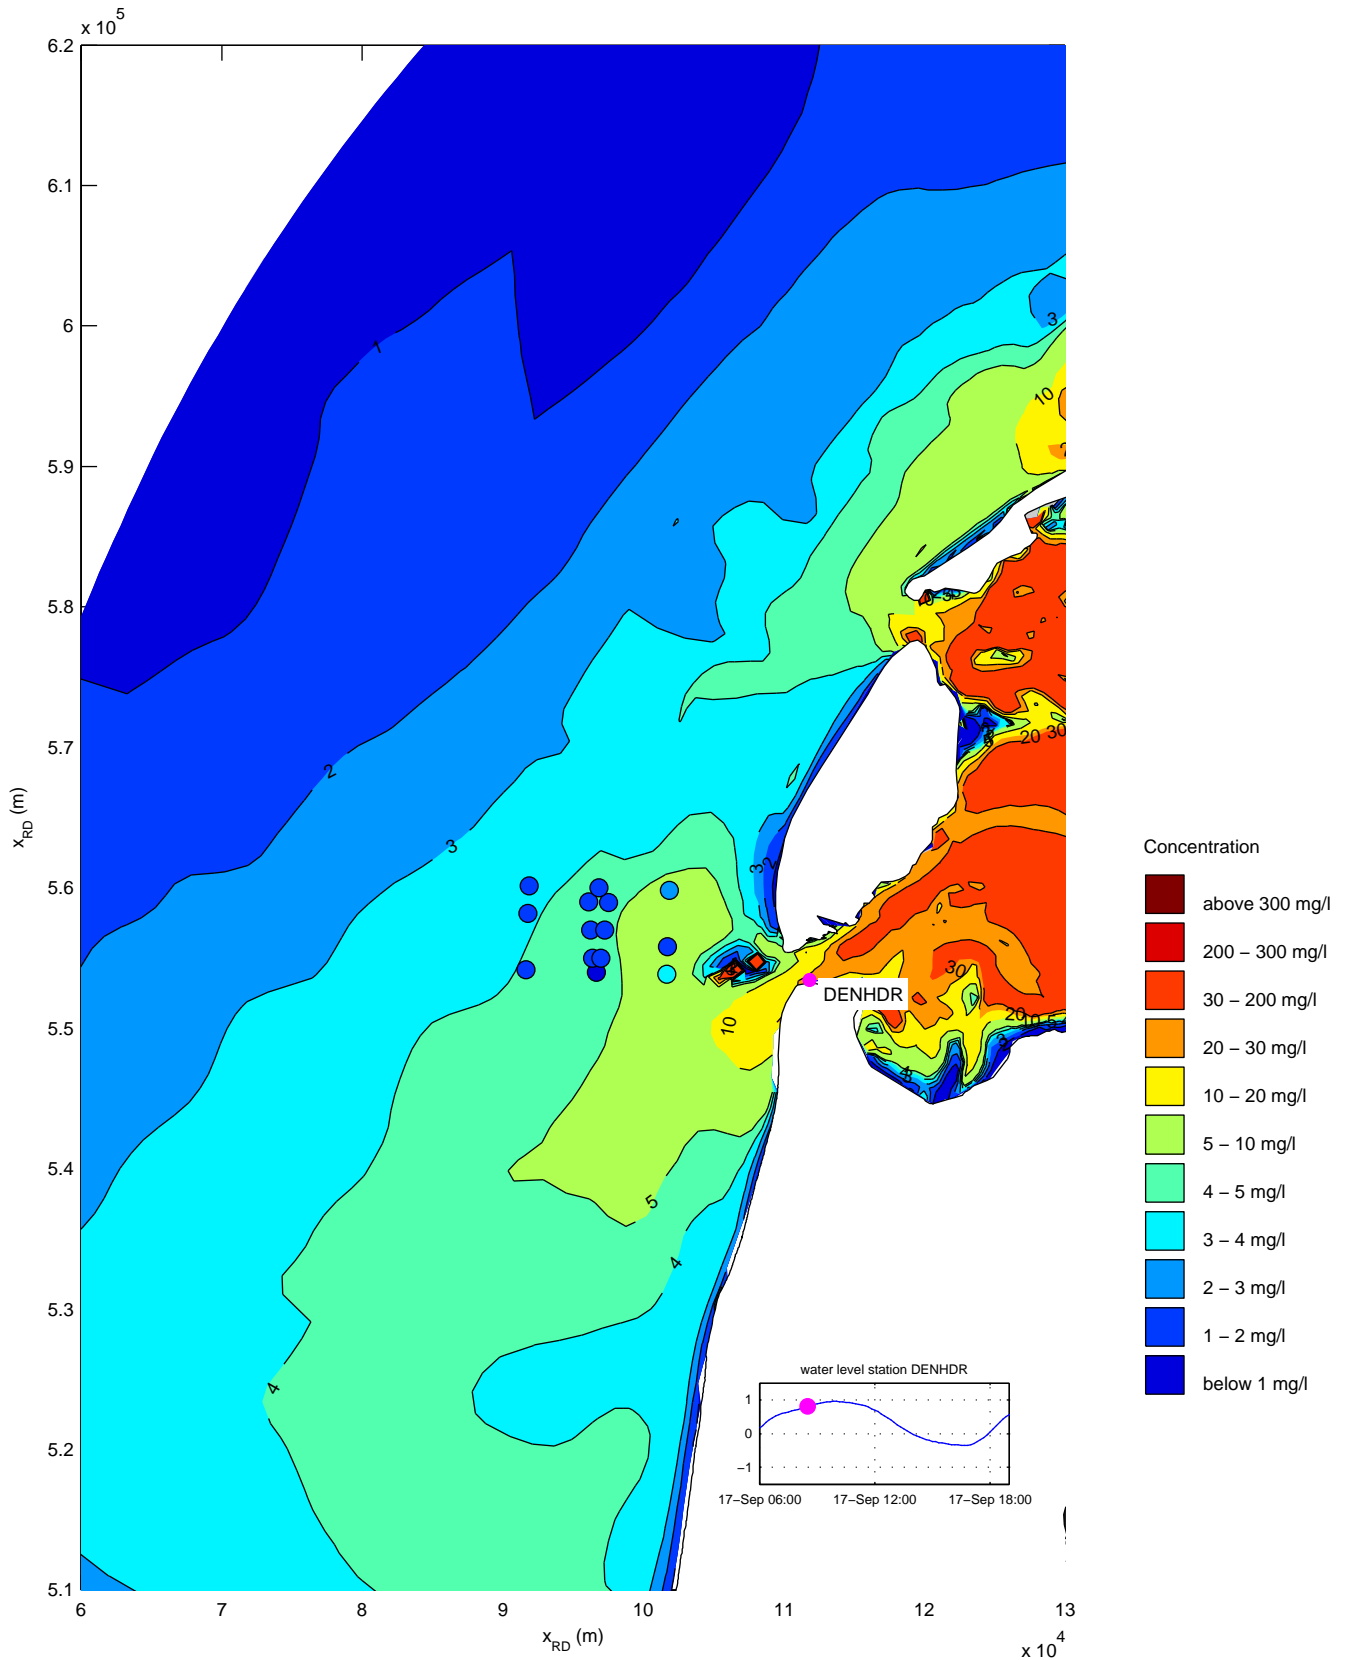 x 10^5
6.2
6.1
6
5.9
5.8
5.7
5.6
5.5
5.4
5.3
5.2
5.1
x_RD (m)
6 7 8 9 10 11 12 13
x_RD (m)
x 10^4
1
2
3
3
10
20 30
3 2
30
DENHDR
10
20 10 5
5
4
4
Concentration
above 300 mg/l
200 – 300 mg/l
30 – 200 mg/l
20 – 30 mg/l
10 – 20 mg/l
5 – 10 mg/l
4 – 5 mg/l
3 – 4 mg/l
2 – 3 mg/l
1 – 2 mg/l
below 1 mg/l
water level station DENHDR
1
0
–1
17–Sep 06:00 17–Sep 12:00 17–Sep 18:00